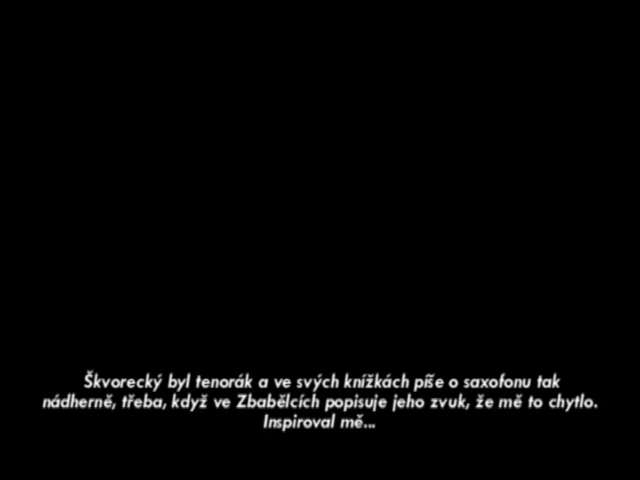 Škvorecký byl tenorák a ve svých knížkách píše o saxofonu tak
nádherně, třeba, když ve Zbabělcích popisuje jeho zvuk, že mě to chytlo.
Inspiroval mě...